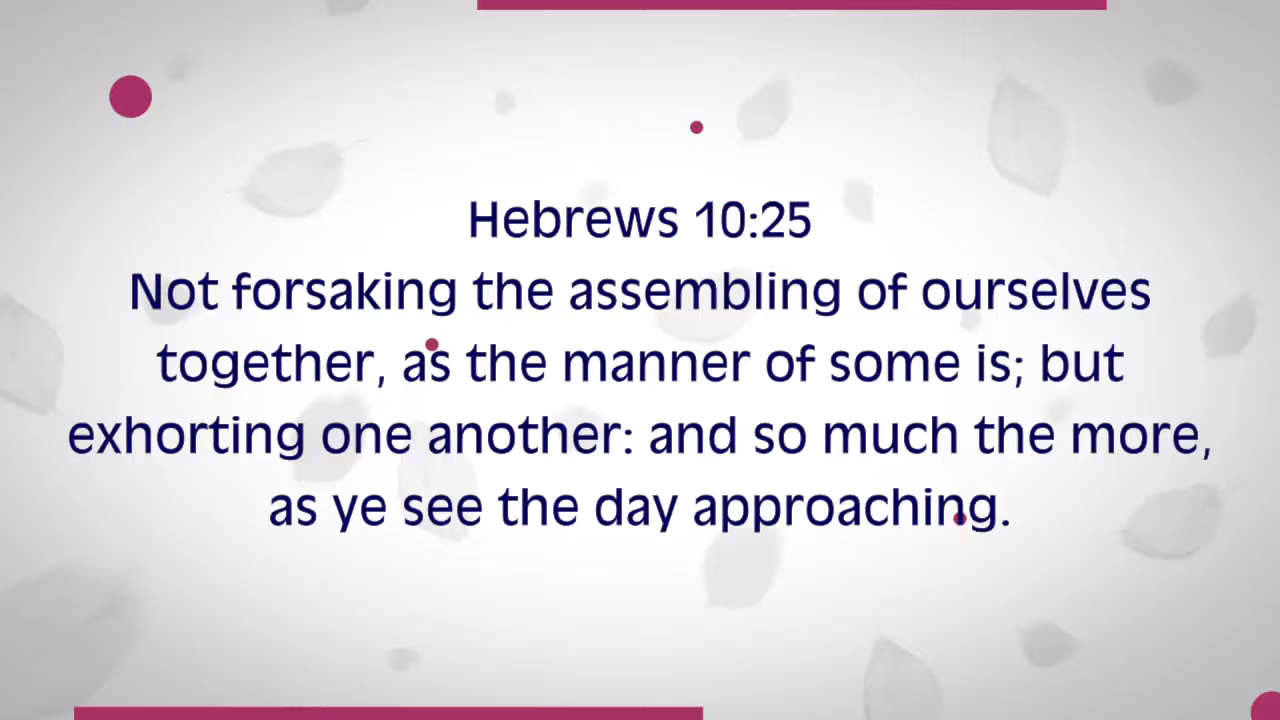 Hebrews 10:25
Not forsaking the assembling of ourselves
together, as the manner of some is; but
exhorting one another: and so much the more,
as ye see the day approaching.